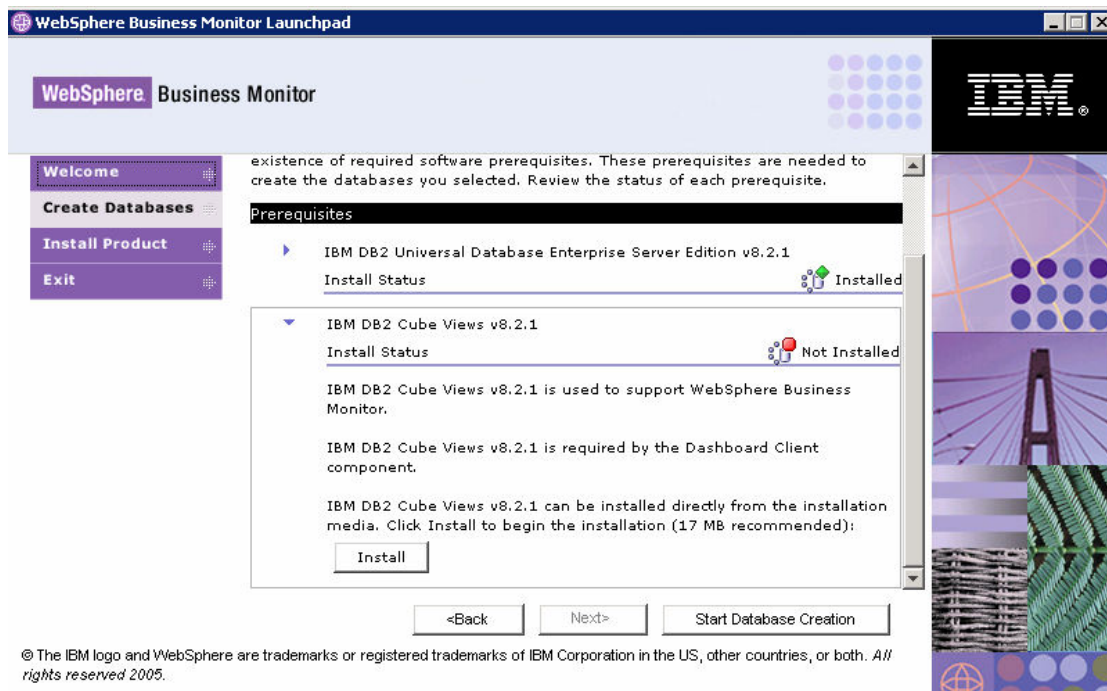 WebSphere Business Monitor Launchpad
WebSphere. Business Monitor
IBM®
Welcome
Create Databases
Install Product
Exit
existence of required software prerequisites. These prerequisites are needed to
create the databases you selected. Review the status of each prerequisite.
Prerequisites
IBM DB2 Universal Database Enterprise Server Edition v8.2.1
Install Status Installed
IBM DB2 Cube Views v8.2.1
Install Status Not Installed
IBM DB2 Cube Views v8.2.1 is used to support WebSphere Business
Monitor.
IBM DB2 Cube Views v8.2.1 is required by the Dashboard Client
component.
IBM DB2 Cube Views v8.2.1 can be installed directly from the installation
media. Click Install to begin the installation (17 MB recommended):
Install
<Back Next> Start Database Creation
© The IBM logo and WebSphere are trademarks or registered trademarks of IBM Corporation in the US, other countries, or both. All
rights reserved 2005.